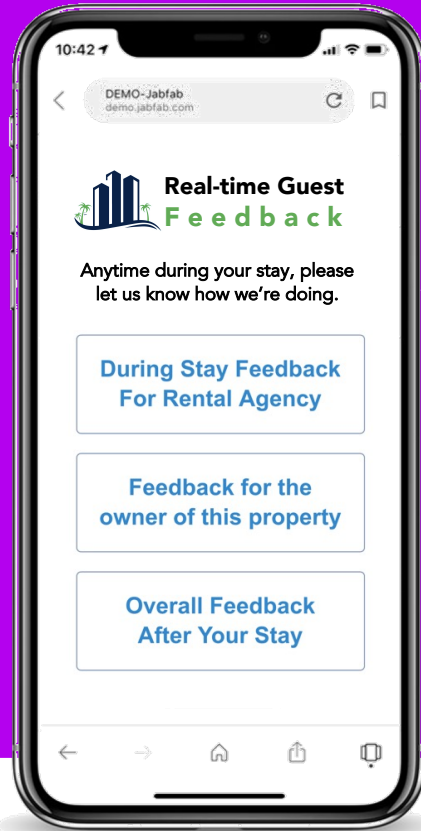 10:42
DEMO-Jabfab
demo.jabfab.com
Real-time Guest
Feedback
Anytime during your stay, please
let us know how we're doing.
During Stay Feedback
For Rental Agency
Feedback for the
owner of this property
Overall Feedback
After Your Stay